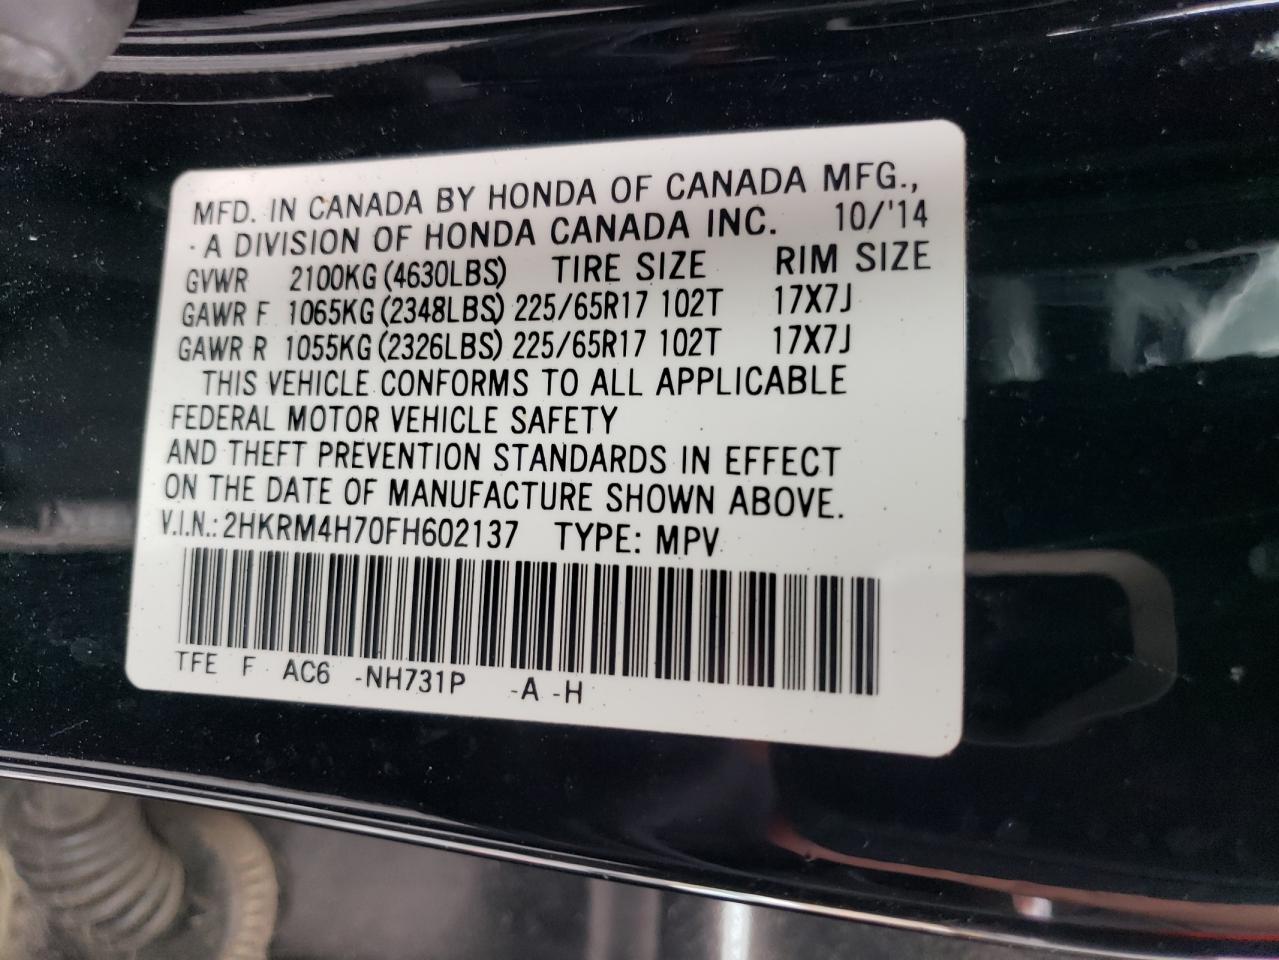 MFD. IN CANADA BY HONDA OF CANADA MFG.,
A DIVISION OF HONDA CANADA INC. 10/'14
GVWR 2100KG (4630LBS) TIRE SIZE RIM SIZE
GAWR F 1065KG (2348LBS) 225/65R17 102T 17X7J
GAWR R 1055KG (2326LBS) 225/65R17 102T 17X7J
THIS VEHICLE CONFORMS TO ALL APPLICABLE
FEDERAL MOTOR VEHICLE SAFETY
AND THEFT PREVENTION STANDARDS IN EFFECT
ON THE DATE OF MANUFACTURE SHOWN ABOVE.
V.I.N.: 2HKRM4H70FH602137 TYPE: MPV
TFE F AC6 -NH731P -A -H